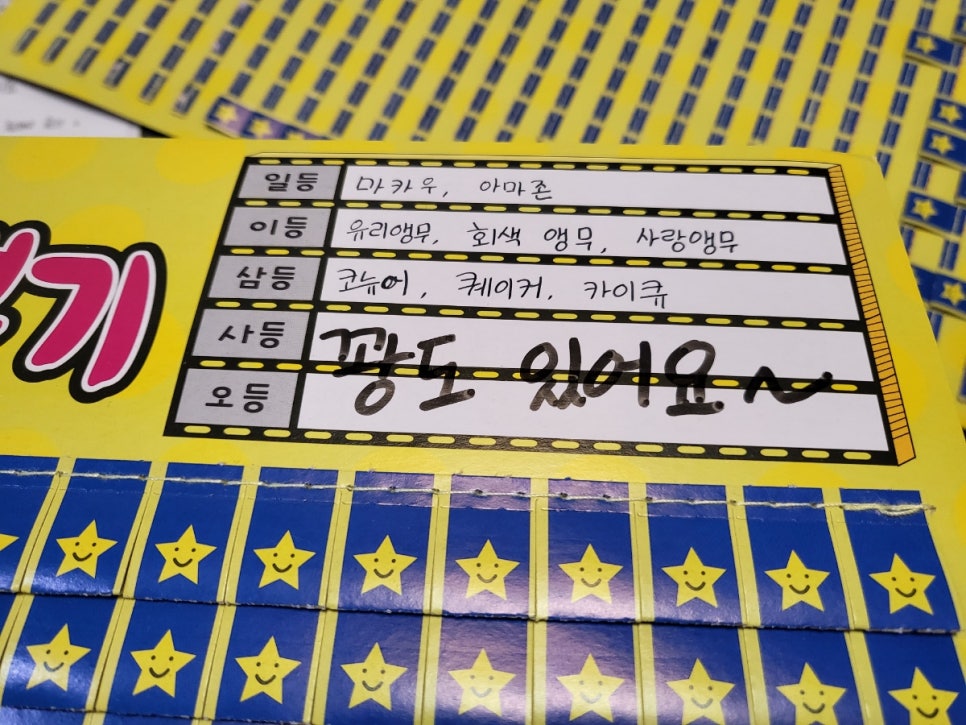 일등 마카우, 아마존
이등 유리앵무, 회색 앵무, 사랑앵무
삼등 코뉴어, 퀘이커, 카이큐
사등
오등
꽝도 있어요~
기